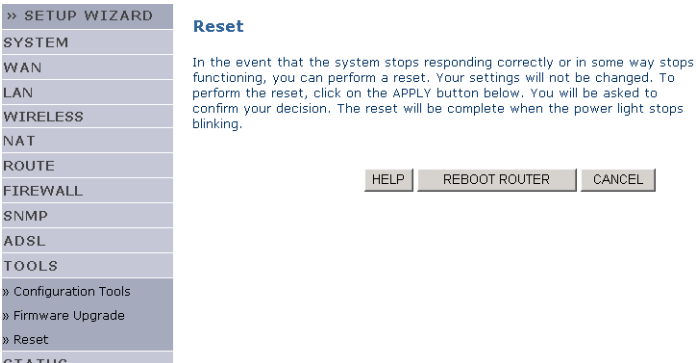 » SETUP WIZARD
SYSTEM
WAN
LAN
WIRELESS
NAT
ROUTE
FIREWALL
SNMP
ADSL
TOOLS
» Configuration Tools
» Firmware Upgrade
» Reset
STATUS
Reset
In the event that the system stops responding correctly or in some way stops
functioning, you can perform a reset. Your settings will not be changed. To
perform the reset, click on the APPLY button below. You will be asked to
confirm your decision. The reset will be complete when the power light stops
blinking.
HELP
REBOOT ROUTER
CANCEL